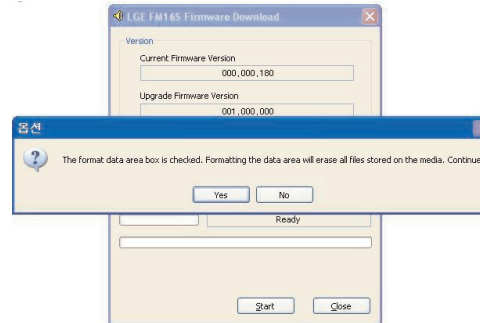 LGE FM16S Firmware Download
Version
Current Firmware Version
000,000,180
Upgrade Firmware Version
001,000,000
옵션
The format data area box is checked. Formatting the data area will erase all files stored on the media. Continue
Yes
No
Ready
Start
Close